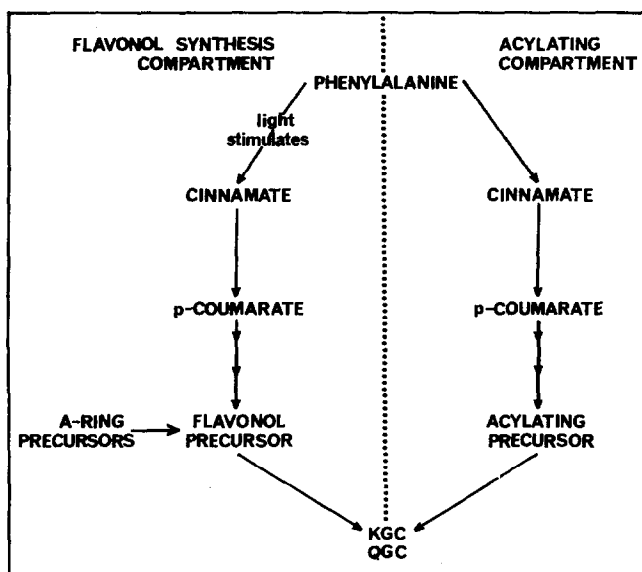 FLAVONOL SYNTHESIS
COMPARTMENT
ACYLATING
COMPARTMENT
PHENYLALANINE
light
stimulates
CINNAMATE
CINNAMATE
p-COUMARATE
p-COUMARATE
A-RING
PRECURSORS
FLAVONOL
PRECURSOR
ACYLATING
PRECURSOR
KGC
QGC